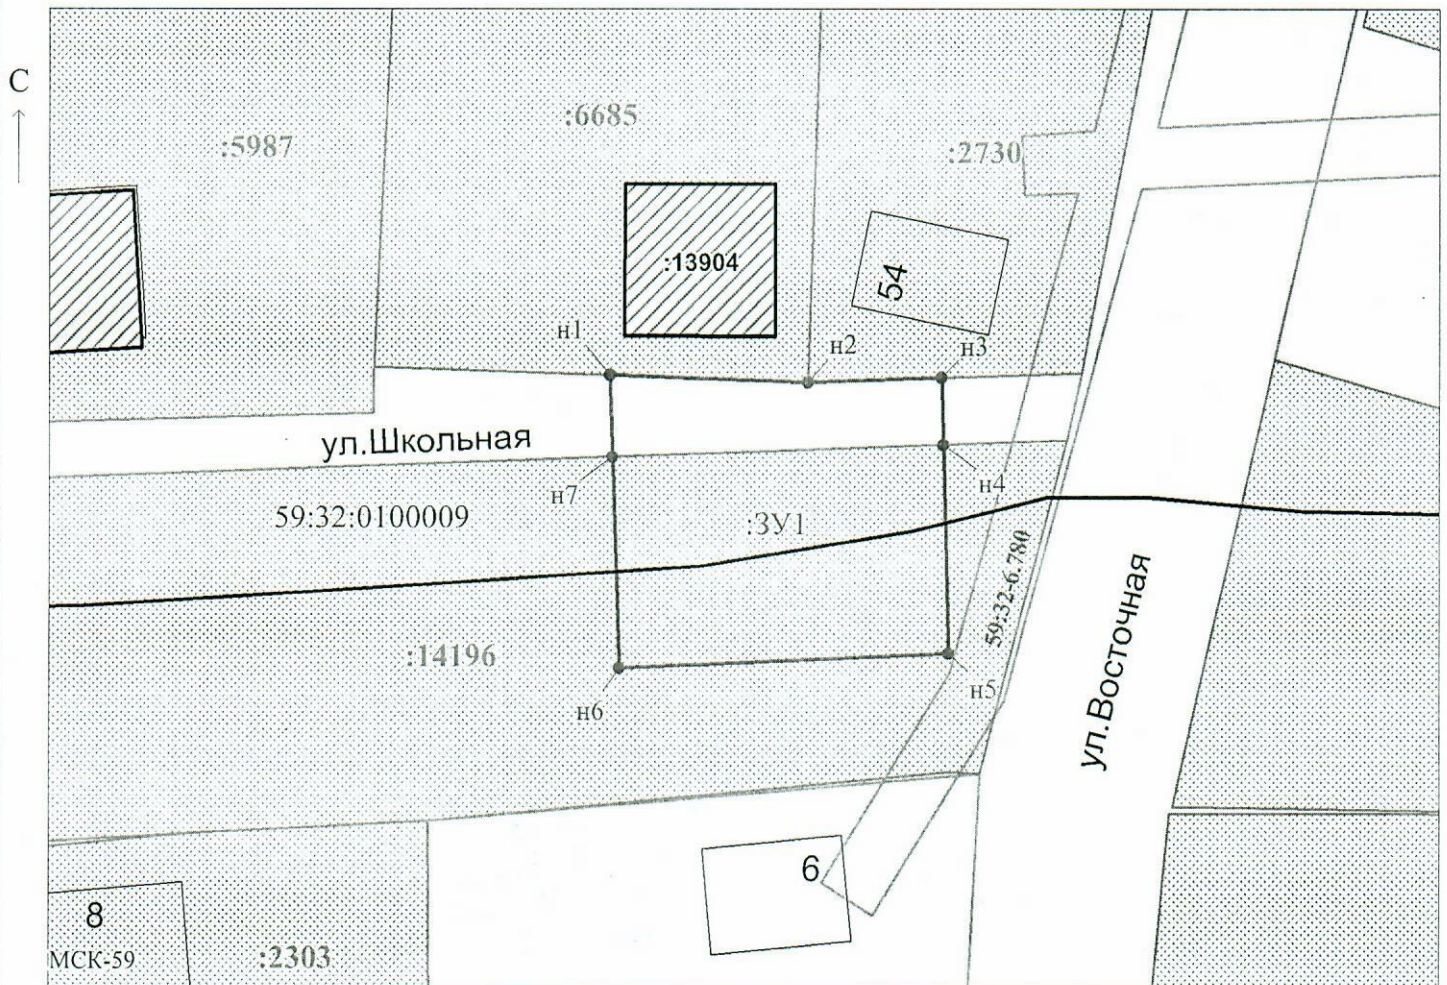 С
:5987
:6685
:2730
:13904
54
н1
н2
н3
ул.Школьная
н7
н4
59:32:0100009
:ЗУ1
59:32-6.780
ул.Восточная
:14196
н5
н6
6
8
МСК-59
:2303